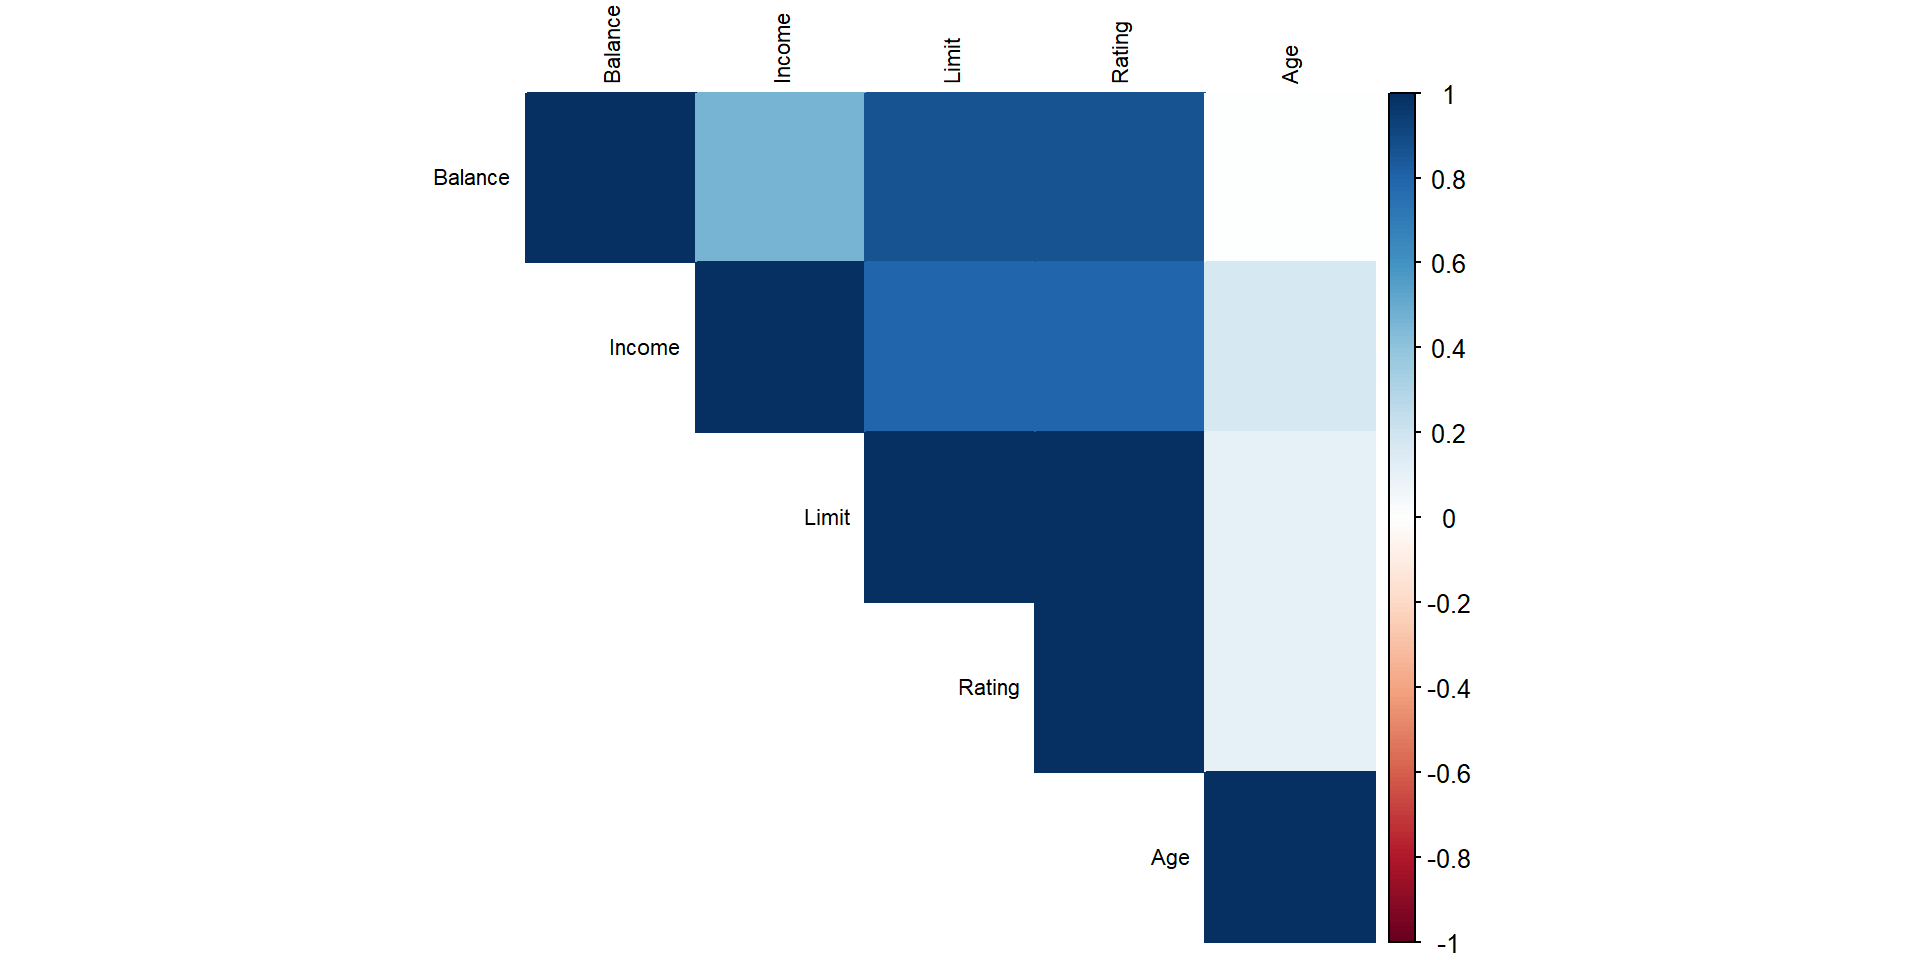 Balance
Income
Limit
Rating
Age
Balance
Income
Limit
Rating
Age
1
0.8
0.6
0.4
0.2
0
-0.2
-0.4
-0.6
-0.8
-1